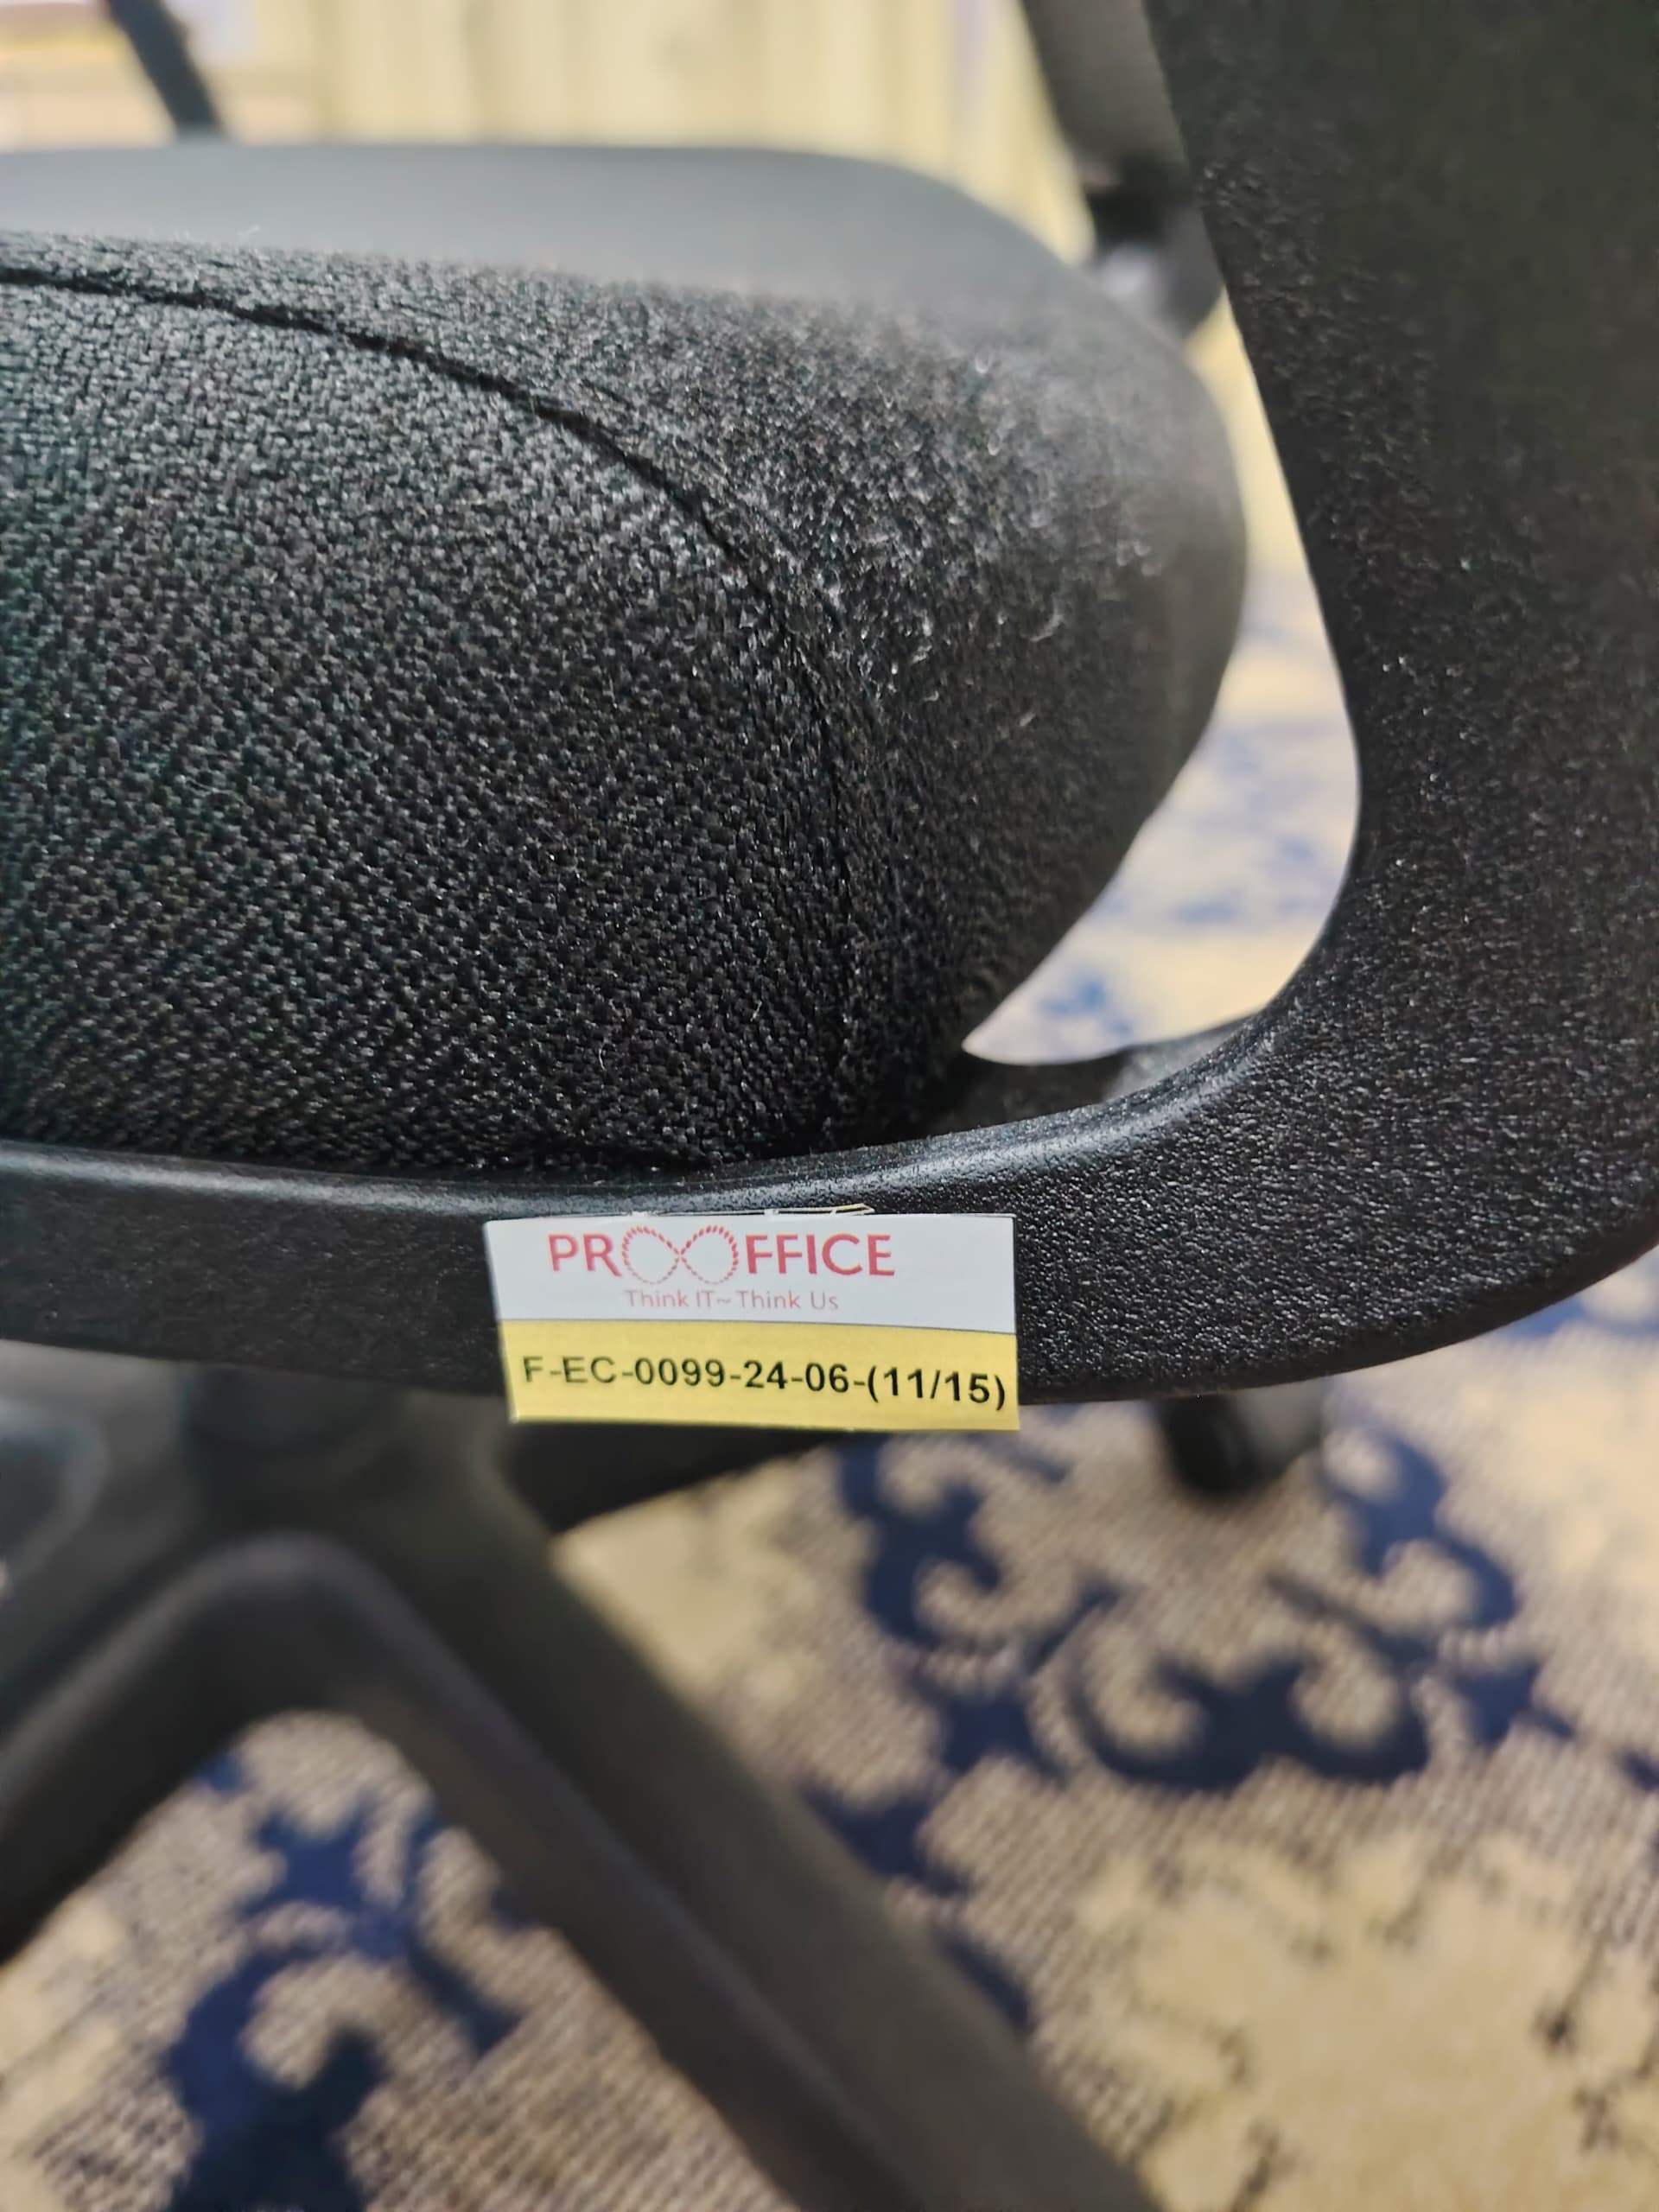 PROOFFICE
Think IT~Think Us
F-EC-0099-24-06-(11/15)